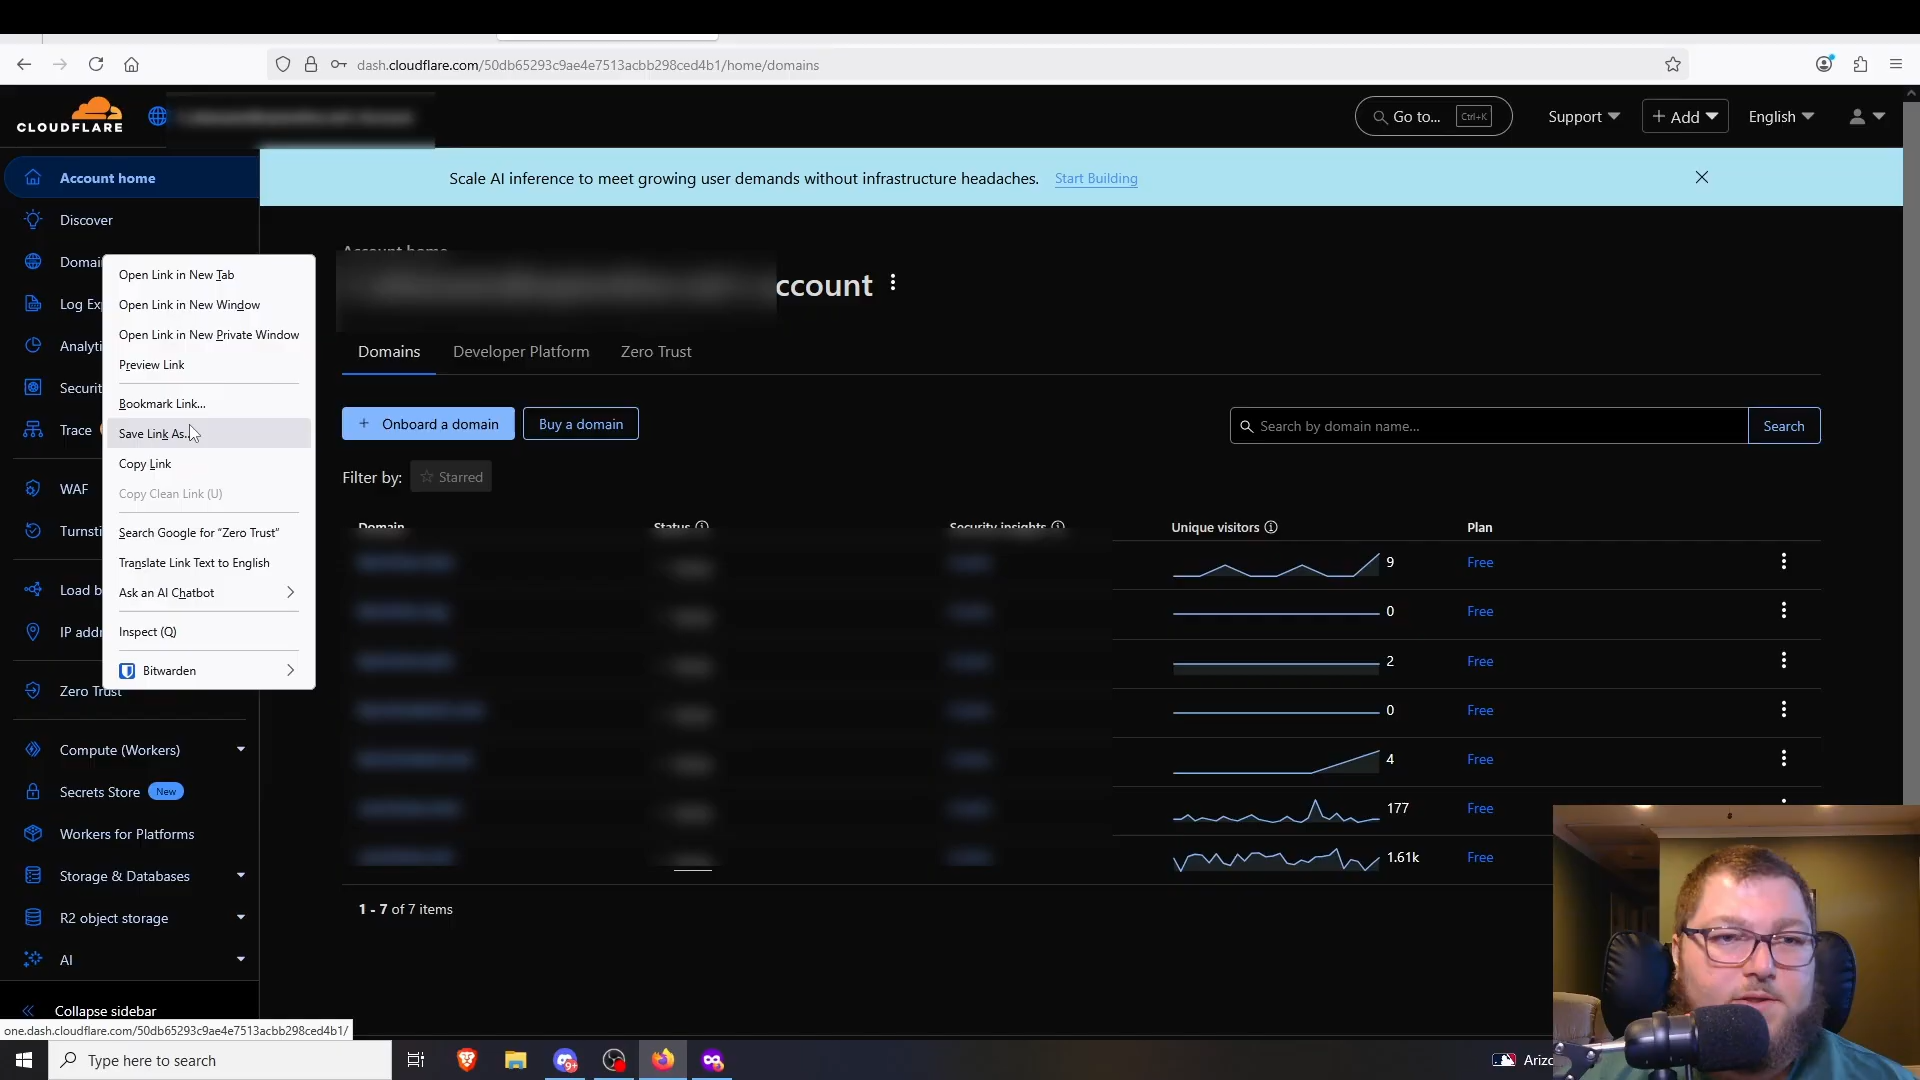 dash.cloudflare.com/50db65293c9ae4e7513acbb298ced4b1/home/domains
CLOUDFLARE
Go to... Ctrl+K
Support
+ Add
English
Account home
Scale AI inference to meet growing user demands without infrastructure headaches. Start Building
Discover
Account home
Domai
ccount
Log Ex
Analyti
Securit
Trace
WAF
Turnsti
Load b
IP addr
Zero Trust
Open Link in New Tab
Open Link in New Window
Open Link in New Private Window
Preview Link
Bookmark Link...
Save Link As...
Copy Link
Copy Clean Link (U)
Search Google for “Zero Trust”
Translate Link Text to English
Ask an AI Chatbot
Inspect (Q)
Bitwarden
Domains Developer Platform Zero Trust
+ Onboard a domain
Buy a domain
Search by domain name... Search
Filter by: Starred
Domain Status Security insights Unique visitors Plan
9 Free
0 Free
2 Free
0 Free
4 Free
177 Free
1.61k Free
1 - 7 of 7 items
Compute (Workers)
Secrets Store New
Workers for Platforms
Storage & Databases
R2 object storage
AI
Collapse sidebar
one.dash.cloudflare.com/50db65293c9ae4e7513acbb298ced4b1/
Type here to search
9+
Arizo